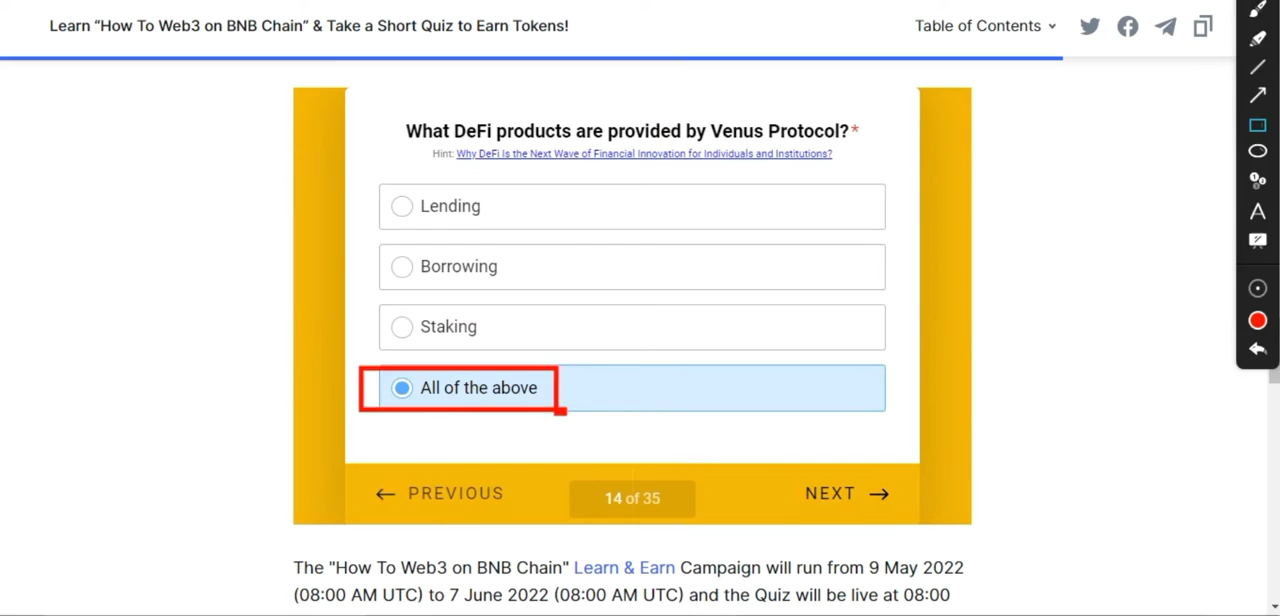 Learn “How To Web3 on BNB Chain” & Take a Short Quiz to Earn Tokens!
Table of Contents
What DeFi products are provided by Venus Protocol?*
Hint: Why DeFi Is the Next Wave of Financial Innovation for Individuals and Institutions?
Lending
Borrowing
Staking
All of the above
PREVIOUS
14 of 35
NEXT
The "How To Web3 on BNB Chain" Learn & Earn Campaign will run from 9 May 2022
(08:00 AM UTC) to 7 June 2022 (08:00 AM UTC) and the Quiz will be live at 08:00